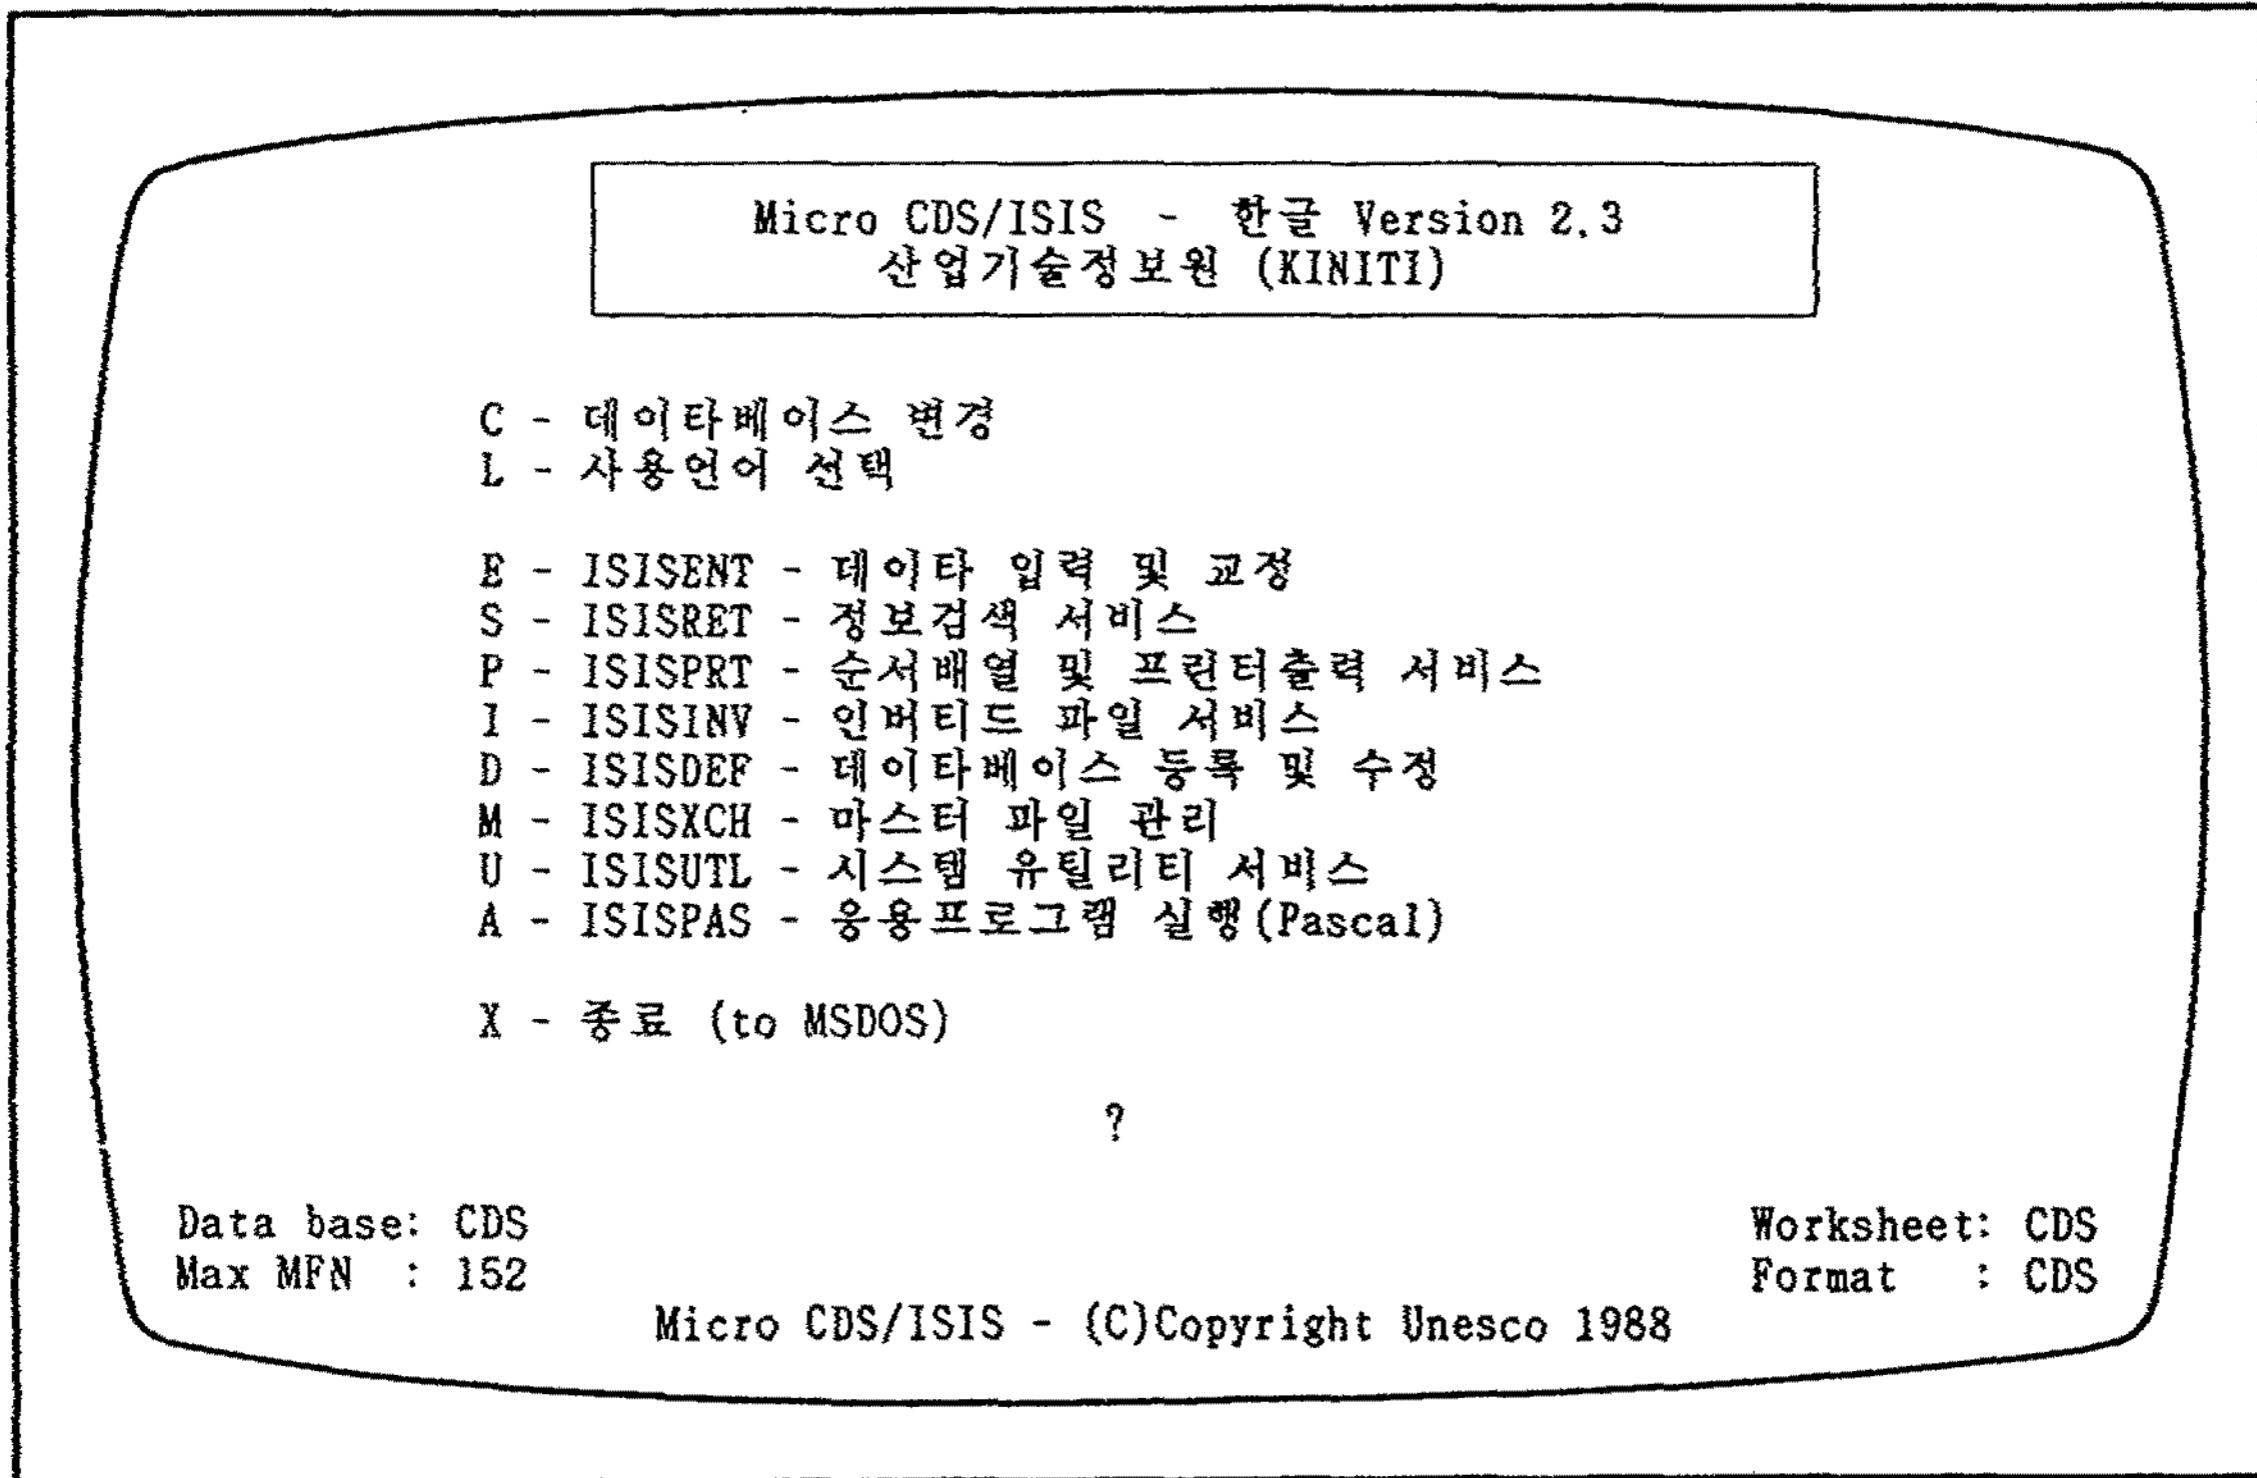 Micro CDS/ISIS - 한글 Version 2.3
산업기술정보원 (KINITI)
C - 데이타베이스 변경
L - 사용언어 선택
E - ISISENT - 데이타 입력 및 교정
S - ISISRET - 정보검색 서비스
P - ISISPRT - 순서배열 및 프린터출력 서비스
I - ISISINV - 인버티드 파일 서비스
D - ISISDEF - 데이타베이스 등록 및 수정
M - ISISXCH - 마스터 파일 관리
U - ISISUTL - 시스템 유틸리티 서비스
A - ISISPAS - 응용프로그램 실행(Pascal)
X - 종료 (to MSDOS)
?
Data base: CDS Worksheet: CDS
Max MFN : 152 Format : CDS
Micro CDS/ISIS - (C)Copyright Unesco 1988